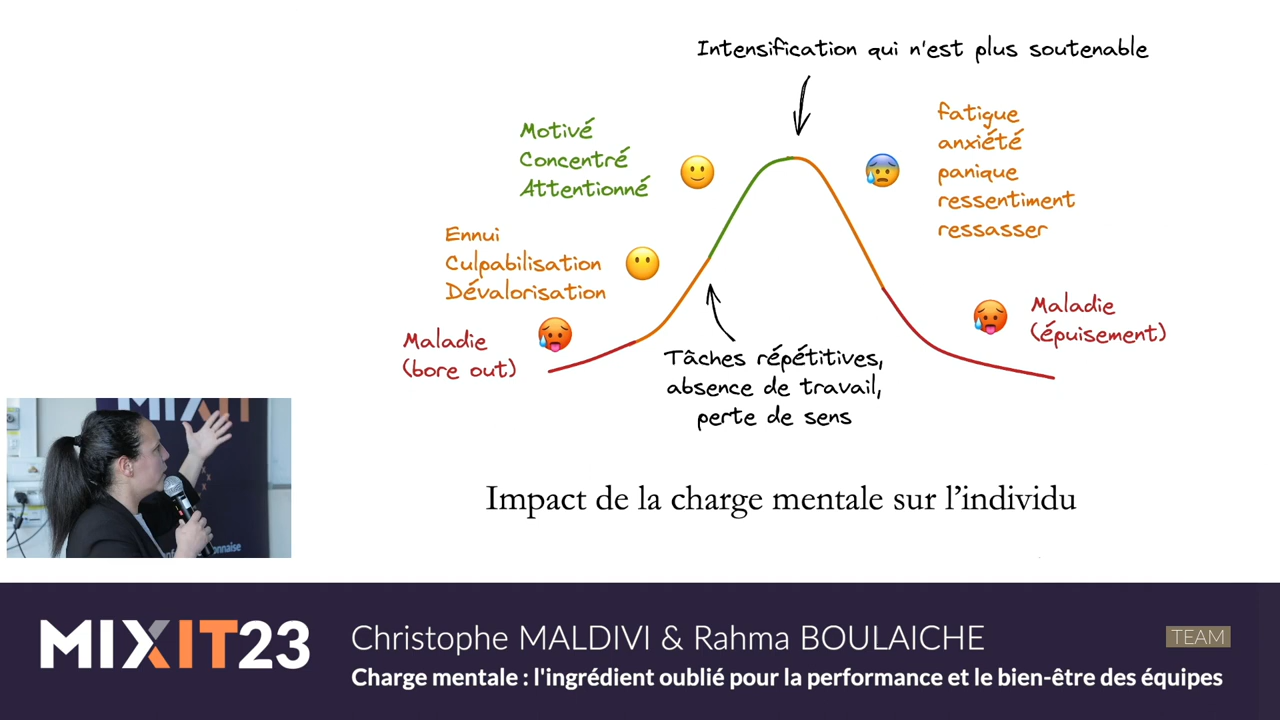 Intensification qui n'est plus soutenable
Motivé
Concentré
Attentionné
fatigue
anxiété
panique
ressentiment
ressasser
Ennui
Culpabilisation
Dévalorisation
Maladie
(bore out)
Maladie
(épuisement)
Tâches répétitives,
absence de travail,
perte de sens
Impact de la charge mentale sur l'individu
MIXIT
MIXIT23
Christophe MALDIVI & Rahma BOULAICHE
TEAM
Charge mentale : l'ingrédient oublié pour la performance et le bien-être des équipes